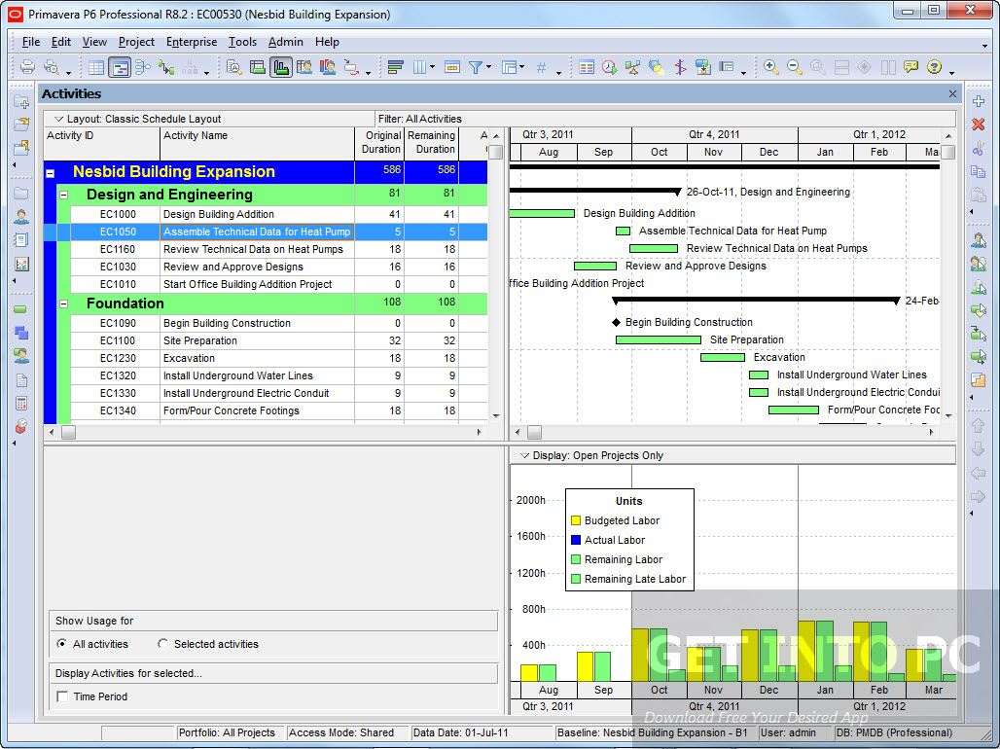 Primavera P6 Professional R8.2 : EC00530 (Nesbid Building Expansion)
File Edit View Project Enterprise Tools Admin Help
Activities
Layout: Classic Schedule Layout Filter: All Activities
Activity ID Activity Name Original Duration Remaining Duration A
Qtr 3, 2011 Qtr 4, 2011 Qtr 1, 2012
Aug Sep Oct Nov Dec Jan Feb Ma
Nesbid Building Expansion 586 586
Design and Engineering 81 81 26-Oct-11, Design and Engineering
EC1000 Design Building Addition 41 41 Design Building Addition
EC1050 Assemble Technical Data for Heat Pump 5 5 Assemble Technical Data for Heat Pump
EC1160 Review Technical Data on Heat Pumps 18 18 Review Technical Data on Heat Pumps
EC1030 Review and Approve Designs 16 16 Review and Approve Designs
EC1010 Start Office Building Addition Project 0 0 ffice Building Addition Project
Foundation 108 108 24-Feb-
EC1090 Begin Building Construction 0 0 Begin Building Construction
EC1100 Site Preparation 32 32 Site Preparation
EC1230 Excavation 18 18 Excavation
EC1320 Install Underground Water Lines 9 9 Install Underground Water Lines
EC1330 Install Underground Electric Conduit 9 9 Install Underground Electric Condui
EC1340 Form/Pour Concrete Footings 18 18 Form/Pour Concrete Foo
Display: Open Projects Only
Units
Budgeted Labor
Actual Labor
Remaining Labor
Remaining Late Labor
2000h
1600h
1200h
800h
400h
Show Usage for
All activities Selected activities
Display Activities for selected...
Time Period
GET INTO PC
Aug Sep Oct Nov Dec Jan Feb Mar
Qtr 3, 2011 Qtr 4, 2011 Qtr 1, 2012
Download Free Your Desired App
Portfolio: All Projects Access Mode: Shared Data Date: 01-Jul-11 Baseline: Nesbid Building Expansion - B1 User: admin DB: PMDB (Professional)